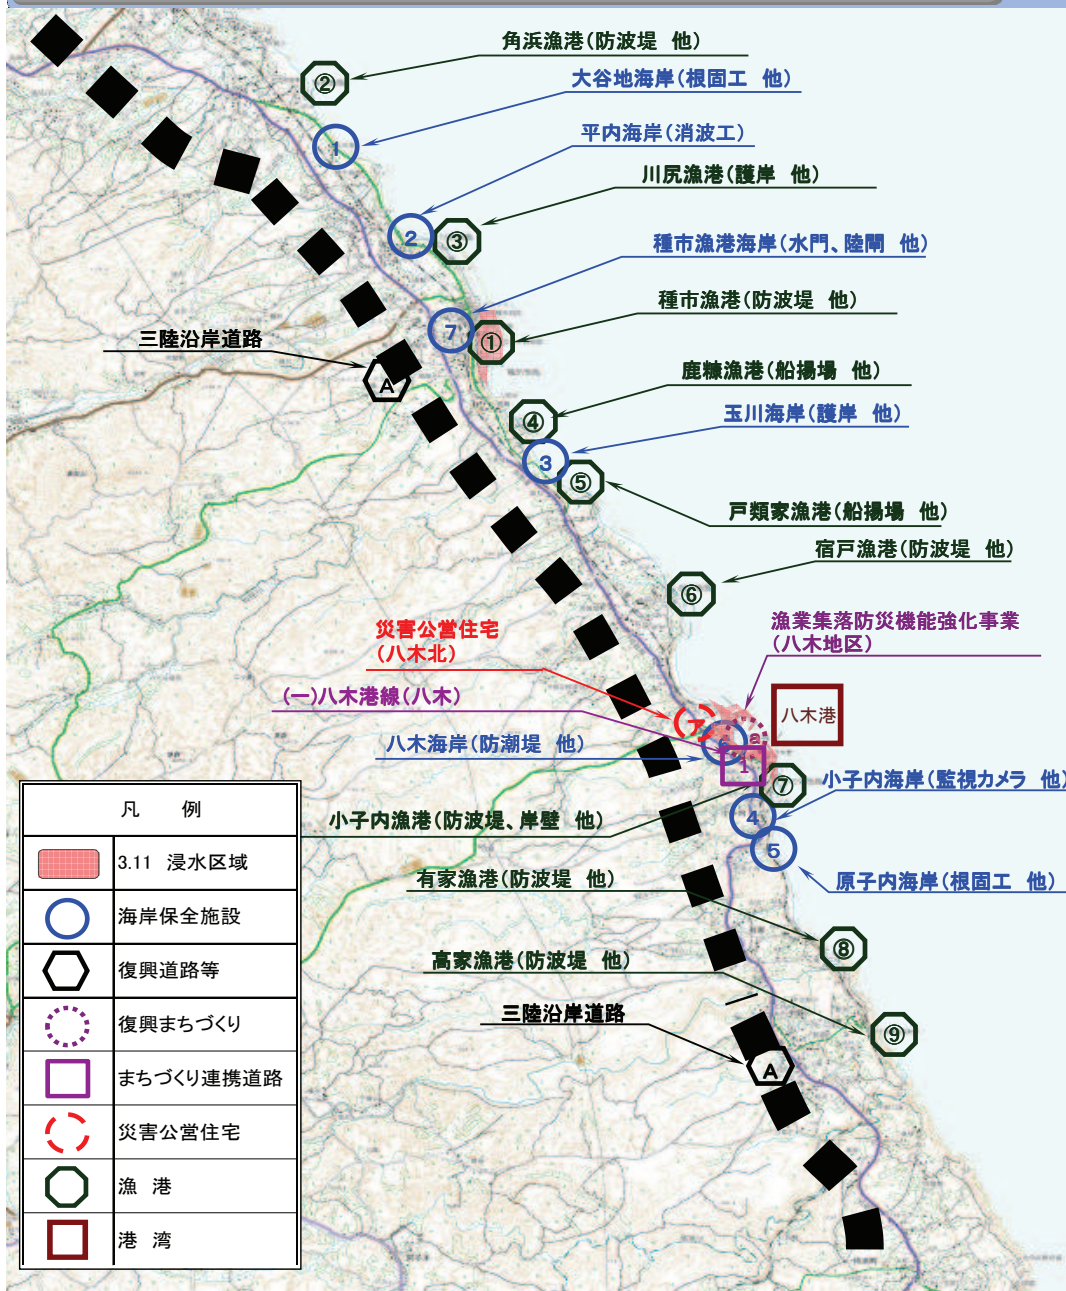 角浜漁港(防波堤 他)
②
大谷地海岸(根固工 他)
1
平内海岸(消波工)
川尻漁港(護岸 他)
2
③
種市漁港海岸(水門、陸閘 他)
種市漁港(防波堤 他)
7
①
三陸沿岸道路
A
鹿糠漁港(船揚場 他)
④
玉川海岸(護岸 他)
3
⑤
戸類家漁港(船揚場 他)
宿戸漁港(防波堤 他)
⑥
漁業集落防災機能強化事業
(八木地区)
災害公営住宅
(八木北)
(一)八木港線(八木)
ア
八木港
八木海岸(防潮堤 他)
6
a
1
⑦
小子内海岸(監視カメラ 他)
小子内漁港(防波堤、岸壁 他)
4
5
有家漁港(防波堤 他)
原子内海岸(根固工 他)
⑧
高家漁港(防波堤 他)
⑨
三陸沿岸道路
A
凡 例
3.11 浸水区域
海岸保全施設
復興道路等
復興まちづくり
まちづくり連携道路
災害公営住宅
漁 港
港 湾